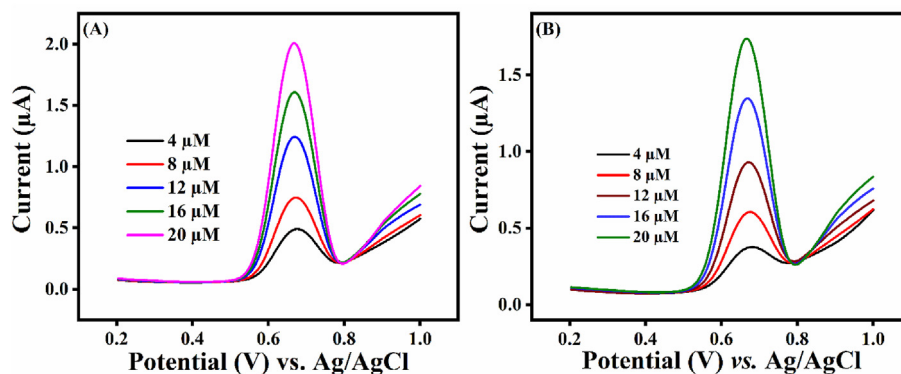 (A)
Current (µA)
2.0
1.5
1.0
0.5
0.0
4 µM
8 µM
12 µM
16 µM
20 µM
0.2 0.4 0.6 0.8 1.0
Potential (V) vs. Ag/AgCl
(B)
Current (µA)
1.5
1.0
0.5
0.0
4 µM
8 µM
12 µM
16 µM
20 µM
0.2 0.4 0.6 0.8 1.0
Potential (V) vs. Ag/AgCl